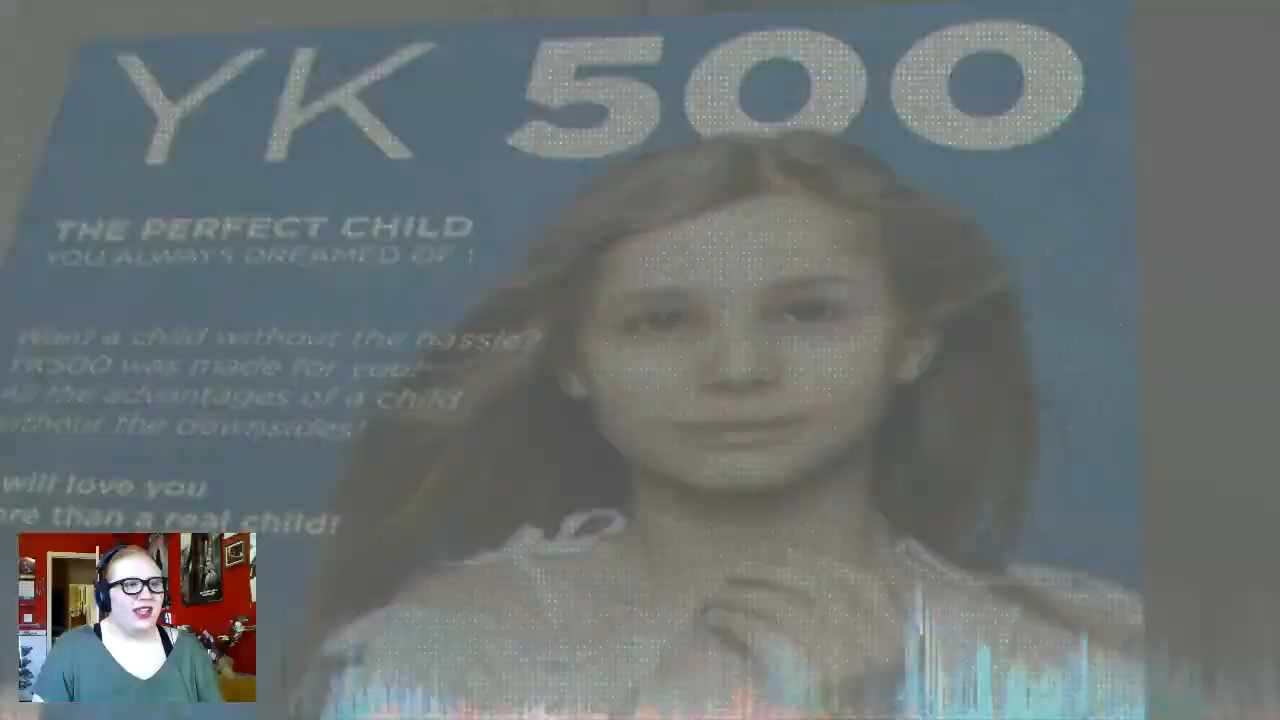 YK 500
THE PERFECT CHILD
YOU ALWAYS DREAMED OF :
Want a child without the hassle?
YK500 was made for you!
All the advantages of a child
without the downsides!
will love you
ore than a real child!